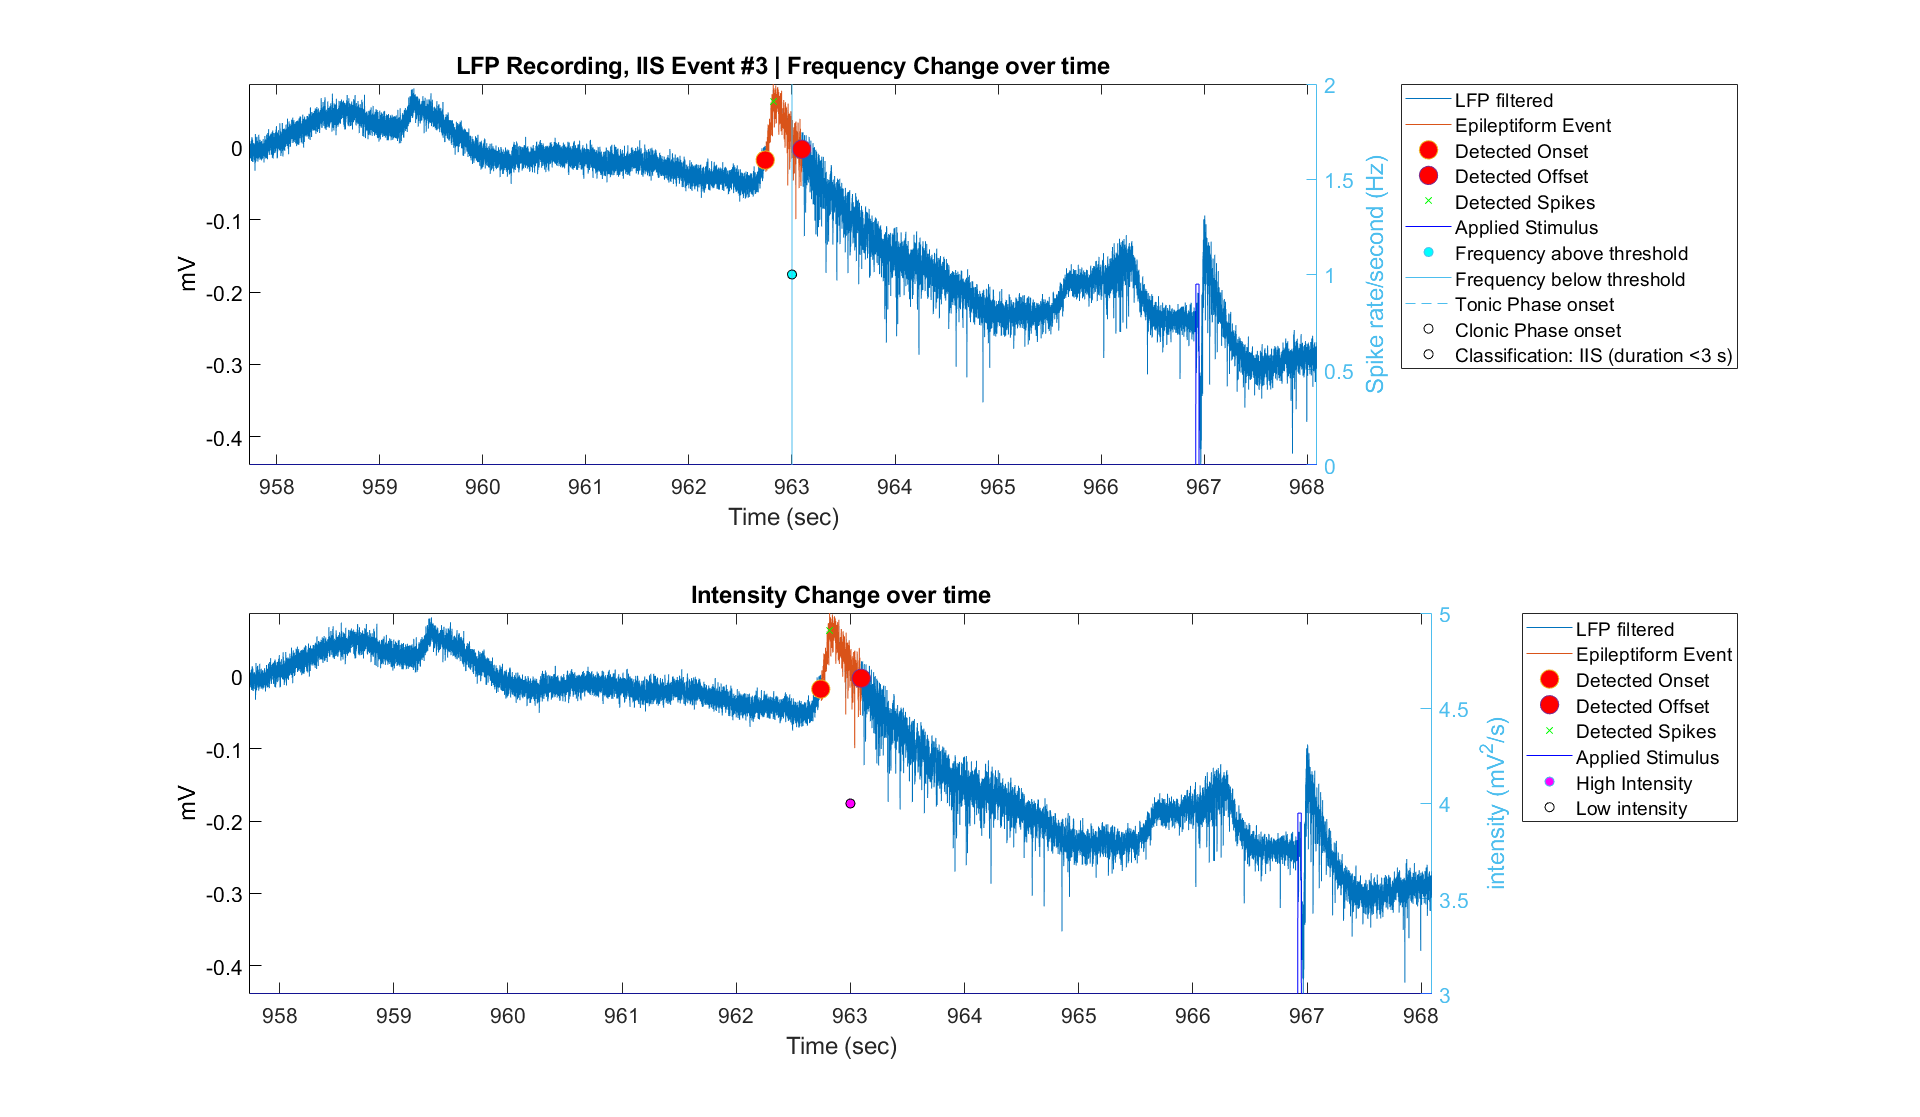 LFP Recording, IIS Event #3 | Frequency Change over time
0
-0.1
-0.2
-0.3
-0.4
mV
958 959 960 961 962 963 964 965 966 967 968
Time (sec)
2
1.5
1
0.5
0
Spike rate/second (Hz)
LFP filtered
Epileptiform Event
Detected Onset
Detected Offset
Detected Spikes
Applied Stimulus
Frequency above threshold
Frequency below threshold
Tonic Phase onset
Clonic Phase onset
Classification: IIS (duration <3 s)
Intensity Change over time
0
-0.1
-0.2
-0.3
-0.4
mV
958 959 960 961 962 963 964 965 966 967 968
Time (sec)
5
4.5
4
3.5
3
intensity (mV²/s)
LFP filtered
Epileptiform Event
Detected Onset
Detected Offset
Detected Spikes
Applied Stimulus
High Intensity
Low intensity